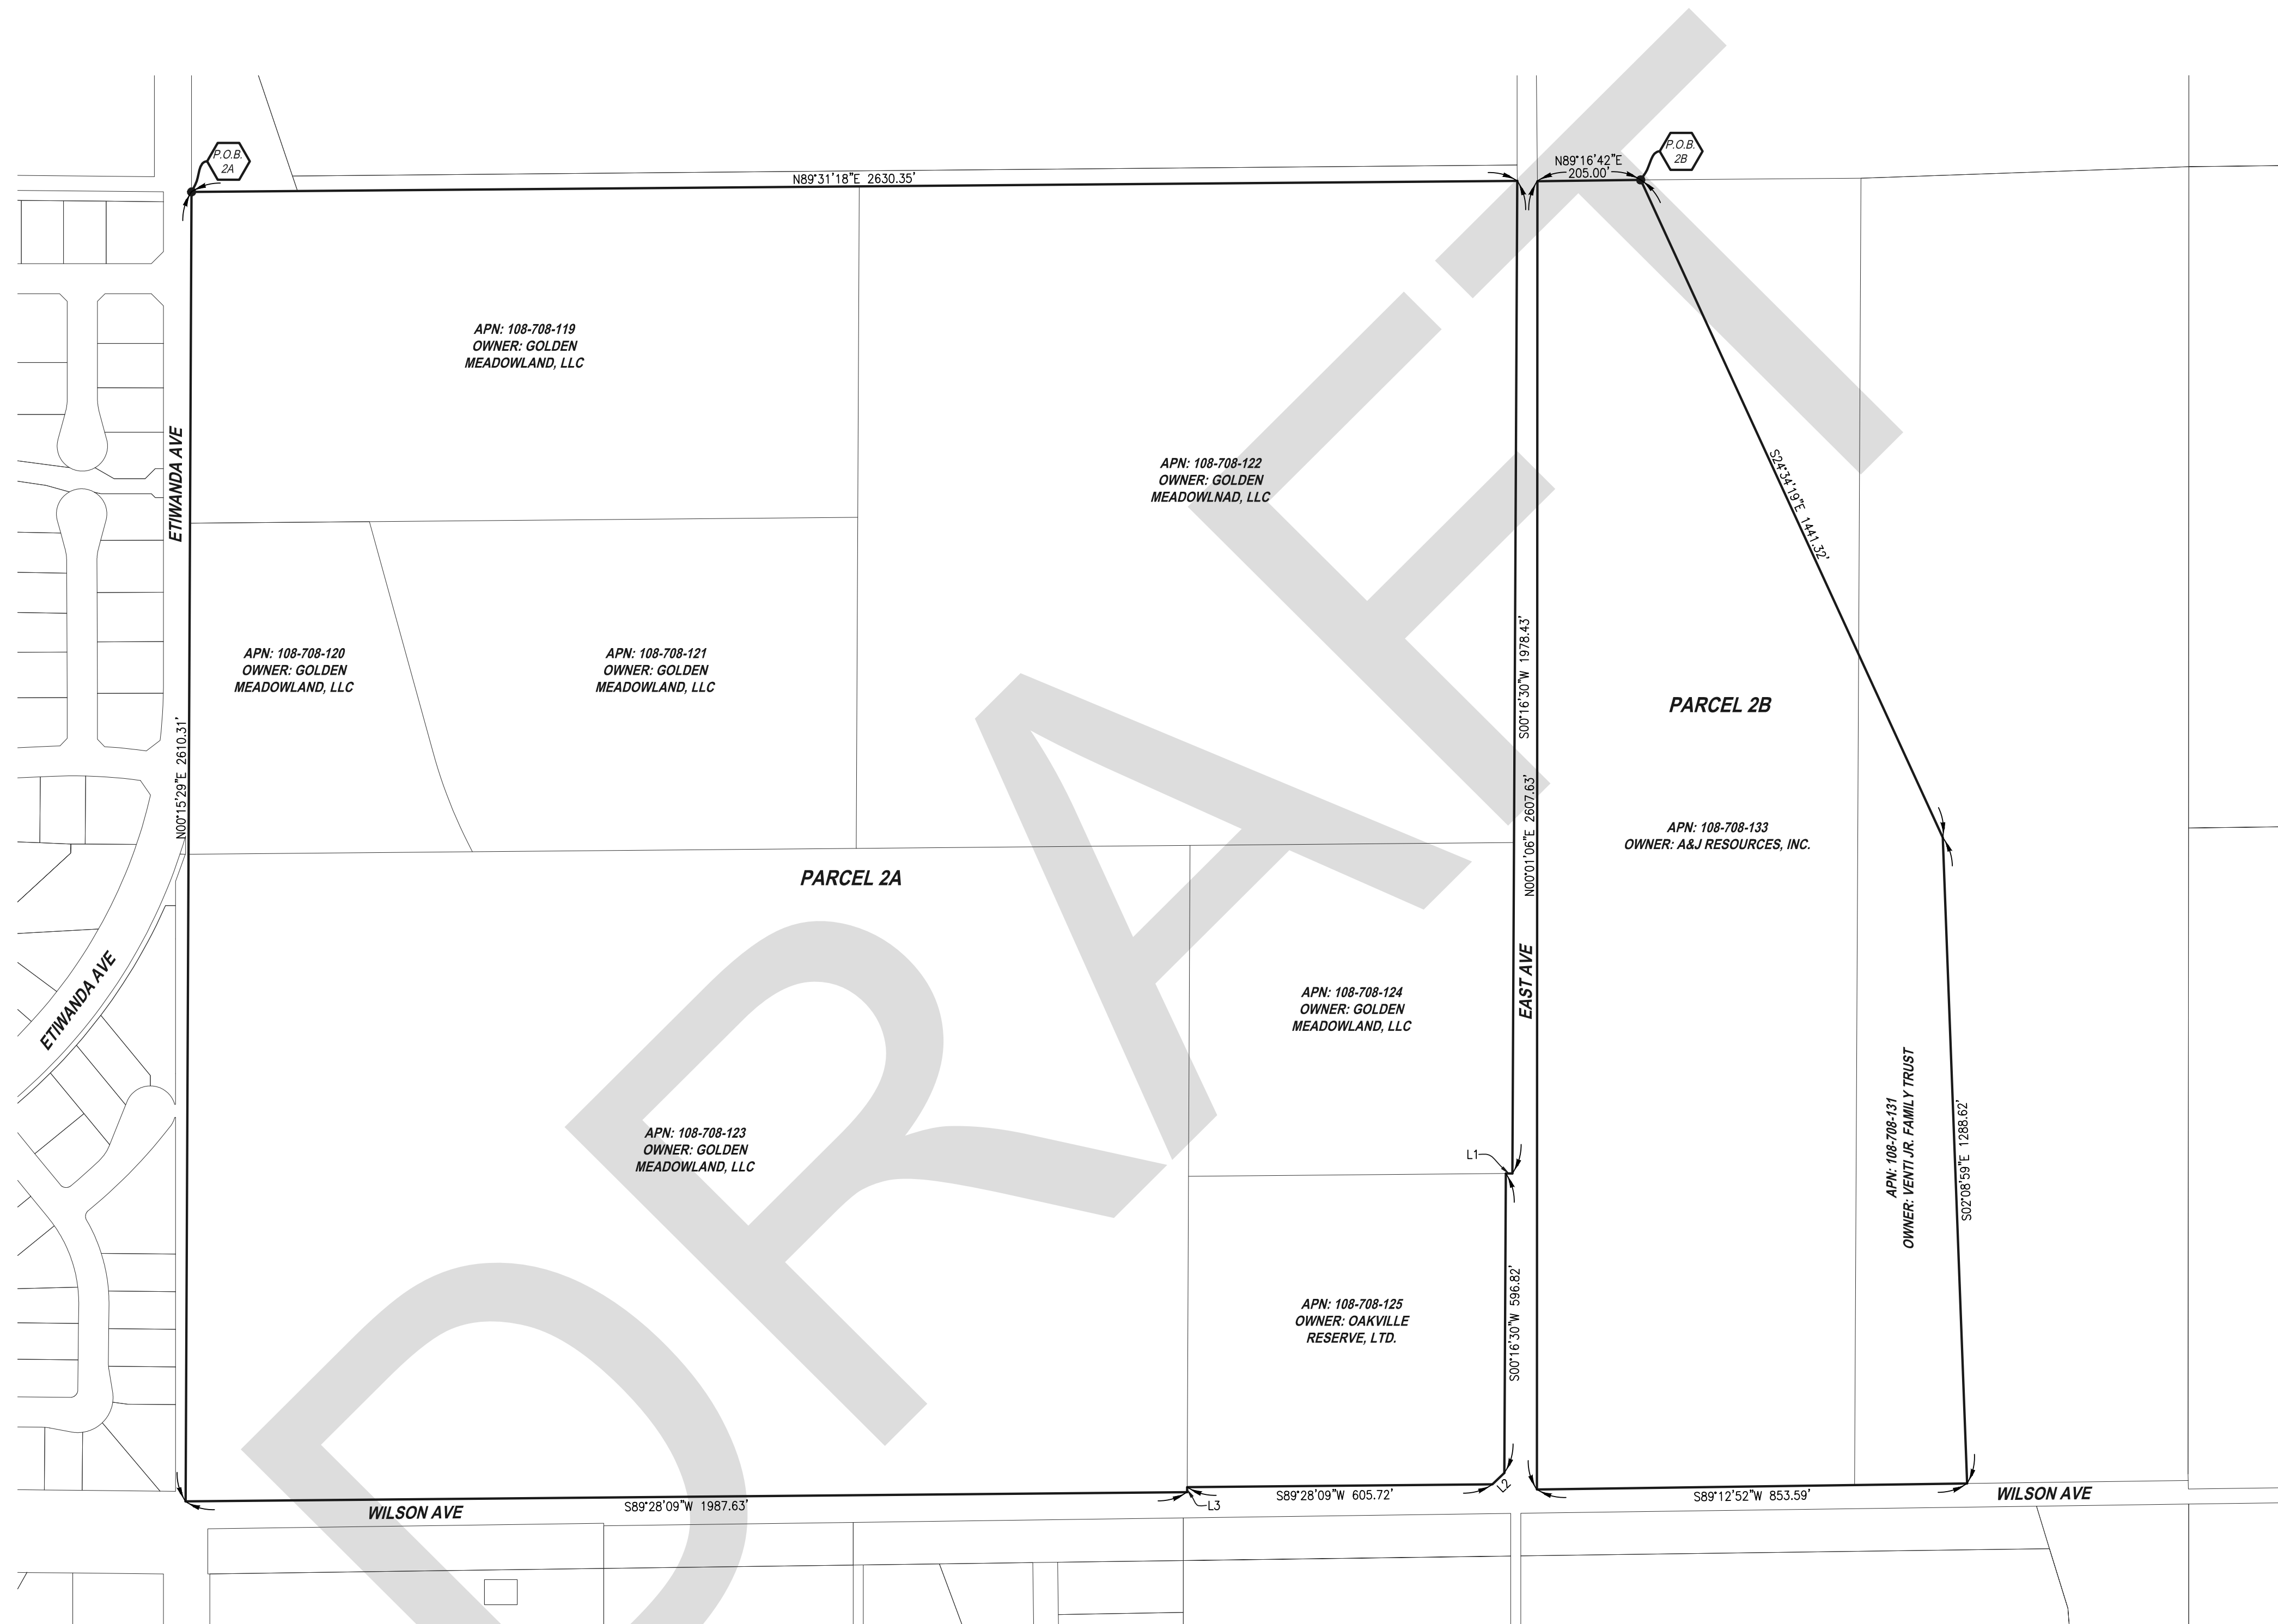 P.O.B.
2A
N89°31'18"E 2630.35'
N89°16'42"E
205.00'
P.O.B.
2B
APN: 108-708-119
OWNER: GOLDEN
MEADOWLAND, LLC
ETIWANDA AVE
APN: 108-708-122
OWNER: GOLDEN
MEADOWLNAD, LLC
S24°34'19"E 1441.32'
APN: 108-708-120
OWNER: GOLDEN
MEADOWLAND, LLC
APN: 108-708-121
OWNER: GOLDEN
MEADOWLAND, LLC
S00°16'30"W 1978.43'
PARCEL 2B
N00°15'29"E 2610.31'
N00°01'06"E 2607.63'
APN: 108-708-133
OWNER: A&J RESOURCES, INC.
PARCEL 2A
ETIWANDA AVE
EAST AVE
APN: 108-708-124
OWNER: GOLDEN
MEADOWLAND, LLC
APN: 108-708-123
OWNER: GOLDEN
MEADOWLAND, LLC
L1
APN: 108-708-131
OWNER: VENTI JR. FAMILY TRUST
S02°08'59"E 1288.62'
APN: 108-708-125
OWNER: OAKVILLE
RESERVE, LTD.
S00°16'30"W 596.82'
WILSON AVE
S89°28'09"W 1987.63'
L3
S89°28'09"W 605.72'
L2
S89°12'52"W 853.59'
WILSON AVE
DRAFT